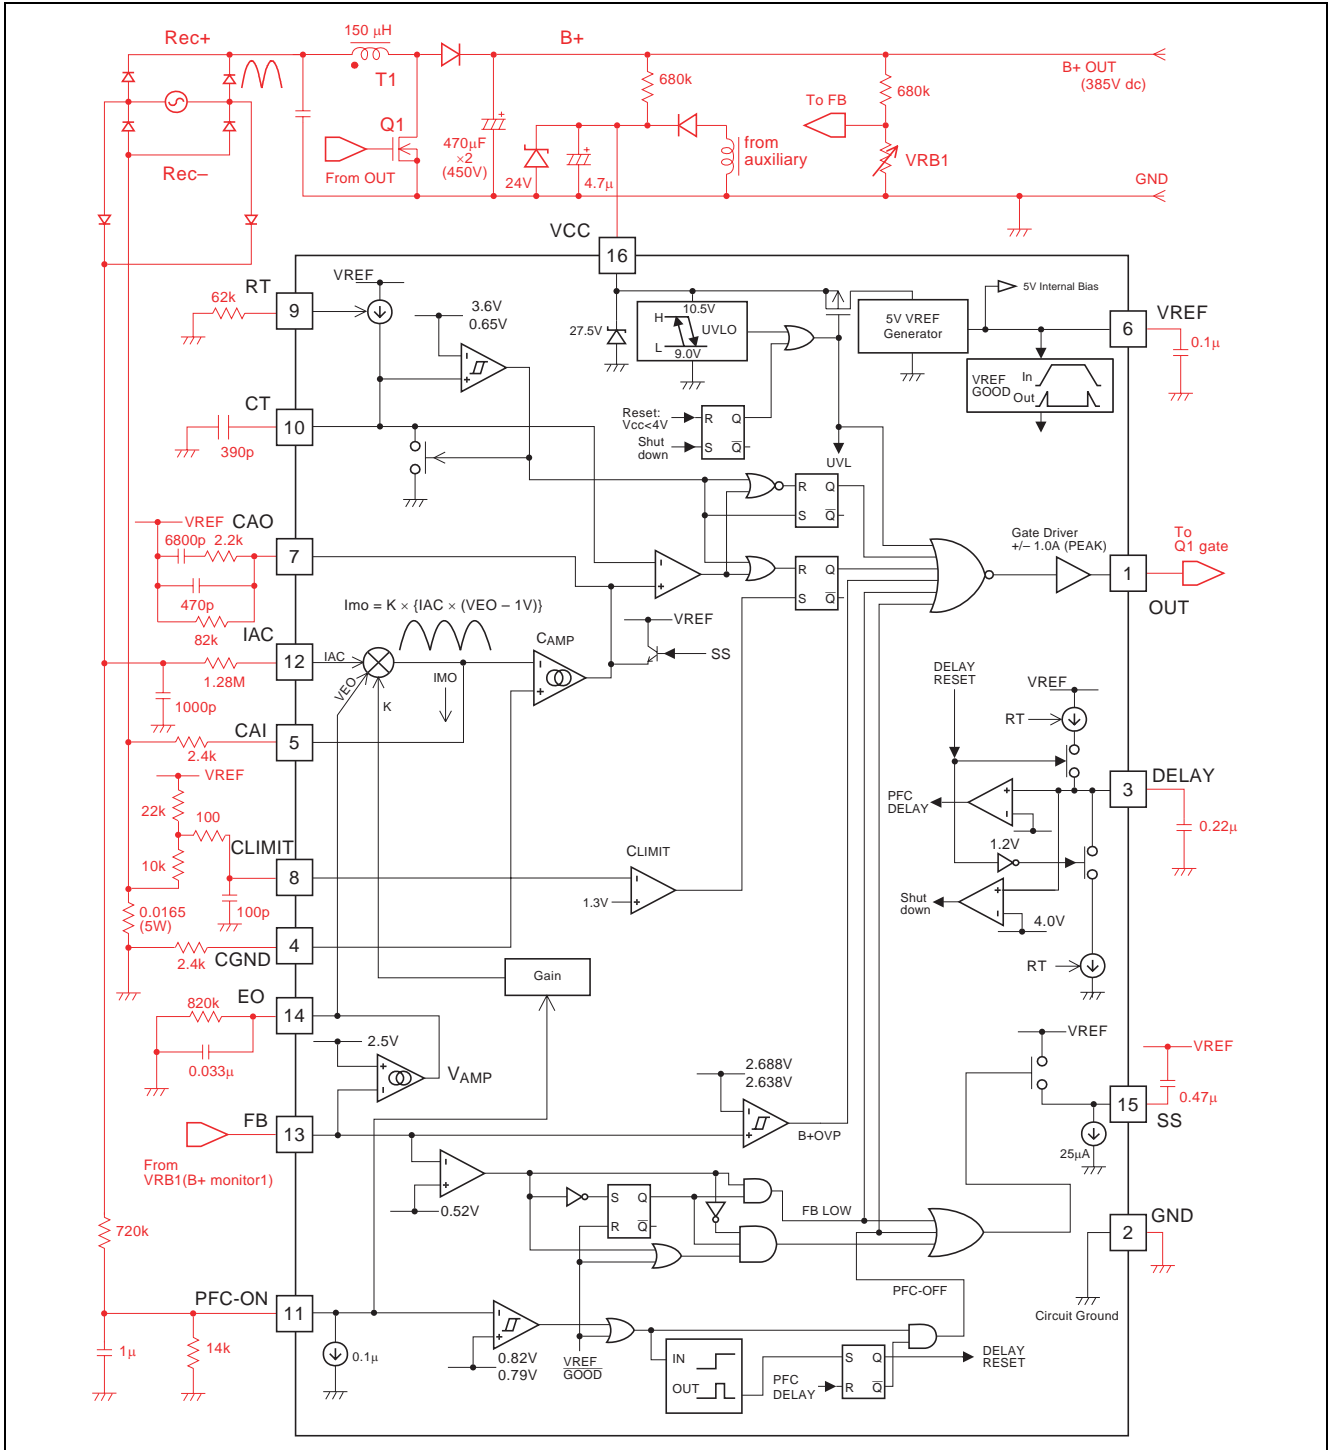 Rec+
150 μH
T1
B+
B+ OUT
(385V dc)
680k
680k
To FB
Q1
From OUT
470μF
×2
(450V)
24V
4.7μ
from
auxiliary
VRB1
Rec–
GND
VCC
16
RT
9
62k
VREF
3.6V
0.65V
27.5V
10.5V
H
L
UVLO
9.0V
5V VREF
Generator
5V Internal Bias
6
VREF
0.1μ
VREF
GOOD
In
Out
CT
10
390p
Reset:
Vcc<4V
Shut
down
R
S
Q
Q
UVL
R
S
Q
Q
VREF
CAO
7
6800p
2.2k
470p
82k
R
S
Q
Q
Gate Driver
+/– 1.0A (PEAK)
1
OUT
To
Q1 gate
IAC
12
1.28M
1000p
Imo = K × {IAC × (VEO – 1V)}
IAC
VEO
K
IMO
CAMP
VREF
SS
CAI
5
2.4k
DELAY
RESET
VREF
RT
3
DELAY
0.22μ
PFC
DELAY
1.2V
Shut
down
4.0V
RT
VREF
22k
100
10k
CLIMIT
8
100p
CLIMIT
1.3V
0.0165
(5W)
2.4k
4
CGND
Gain
EO
14
820k
0.033μ
2.5V
VAMP
FB
13
From
VRB1(B+ monitor1)
2.688V
2.638V
B+OVP
VREF
VREF
0.47μ
15
SS
25μA
0.52V
S
R
Q
Q
FB LOW
2
GND
Circuit Ground
720k
PFC-ON
11
1μ
14k
0.1μ
0.82V
0.79V
VREF
GOOD
PFC-OFF
IN
OUT
PFC
DELAY
S
R
Q
Q
DELAY
RESET